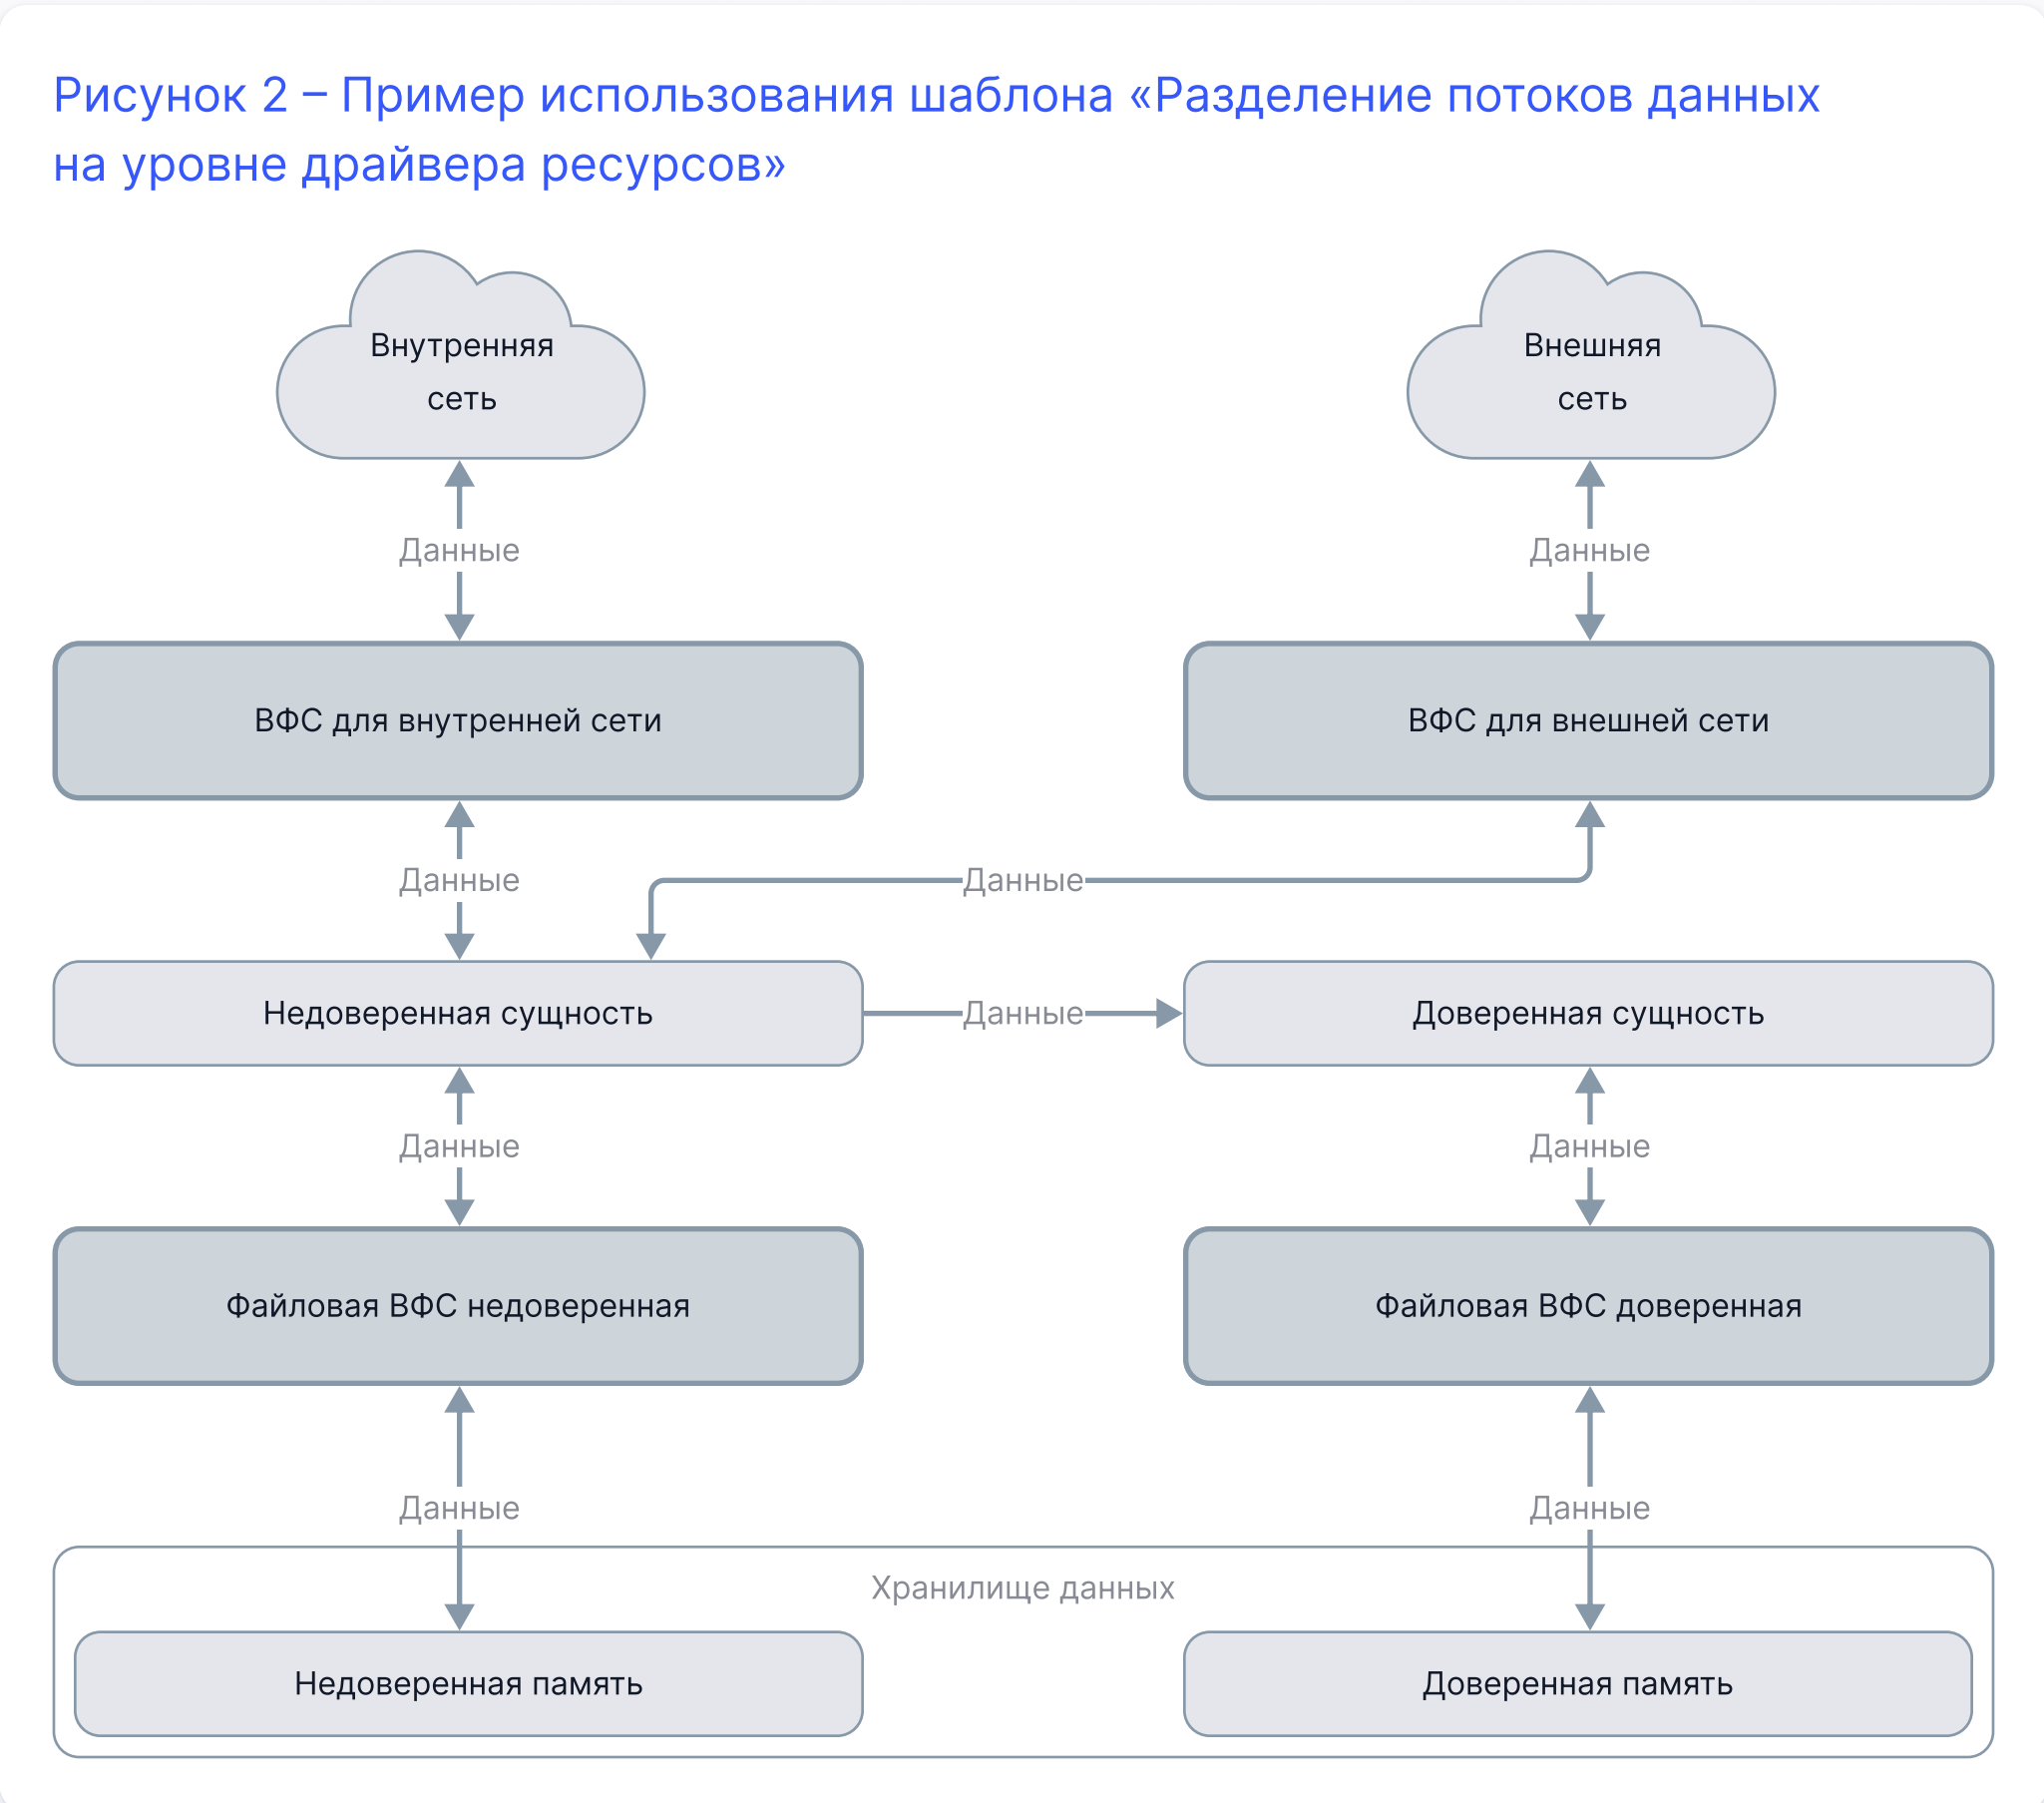 Рисунок 2 – Пример использования шаблона «Разделение потоков данных
на уровне драйвера ресурсов»
Внутренняя
сеть
Внешняя
сеть
Данные
Данные
ВФС для внутренней сети
ВФС для внешней сети
Данные
Данные
Недоверенная сущность
Данные
Доверенная сущность
Данные
Данные
Файловая ВФС недоверенная
Файловая ВФС доверенная
Данные
Данные
Хранилище данных
Недоверенная память
Доверенная память